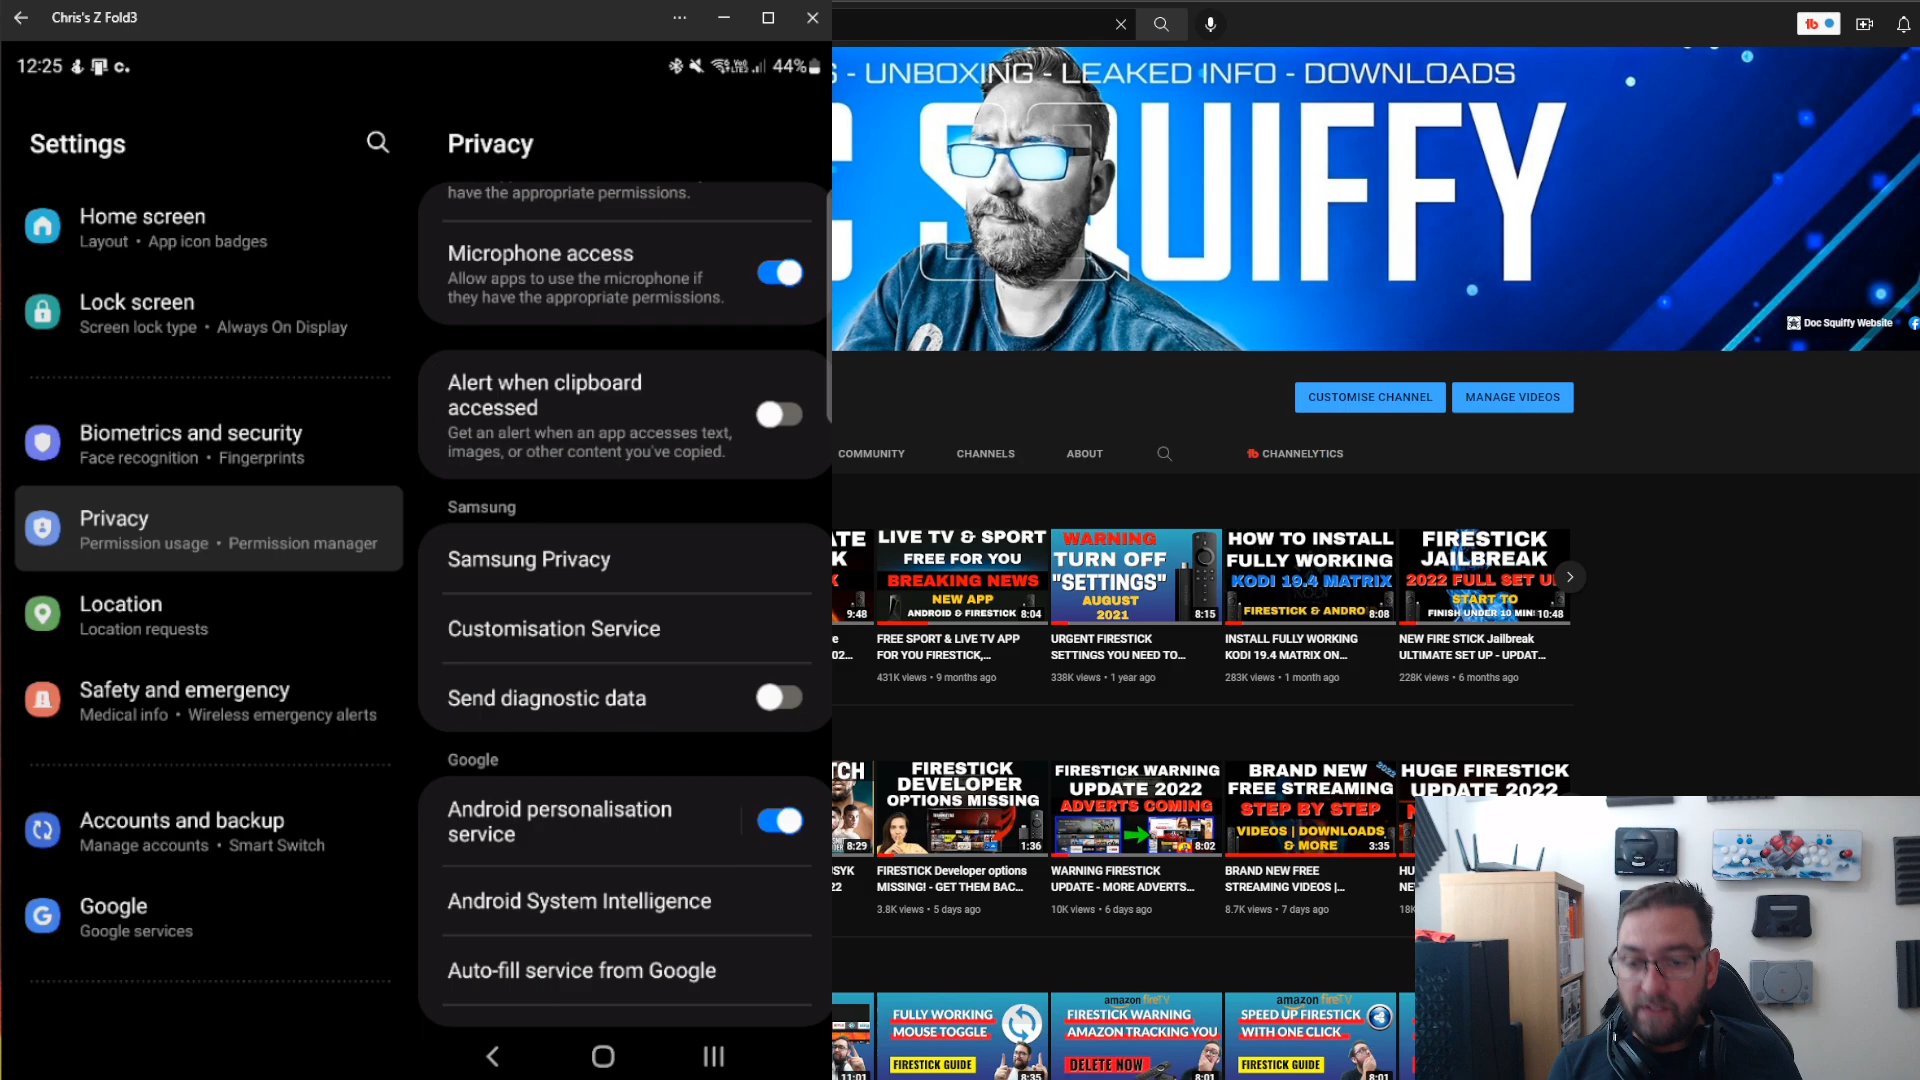 Chris's Z Fold3
12:25
44%
Settings
Home screen
Layout • App icon badges
Lock screen
Screen lock type • Always On Display
Biometrics and security
Face recognition • Fingerprints
Privacy
Permission usage • Permission manager
Location
Location requests
Safety and emergency
Medical info • Wireless emergency alerts
Accounts and backup
Manage accounts • Smart Switch
Google
Google services
Privacy
have the appropriate permissions.
Microphone access
Allow apps to use the microphone if
they have the appropriate permissions.
Alert when clipboard
accessed
Get an alert when an app accesses text,
images, or other content you've copied.
Samsung
Samsung Privacy
Customisation Service
Send diagnostic data
Google
Android personalisation
service
Android System Intelligence
Auto-fill service from Google
- UNBOXING - LEAKED INFO - DOWNLOADS
SQUIFFY
Doc Squiffy Website
CUSTOMISE CHANNEL
MANAGE VIDEOS
COMMUNITY
CHANNELS
ABOUT
CHANNELYTICS
9:48
LIVE TV & SPORT
FREE FOR YOU
BREAKING NEWS
NEW APP
ANDROID & FIRESTICK
8:04
FREE SPORT & LIVE TV APP
FOR YOU FIRESTICK,...
431K views • 9 months ago
WARNING
TURN OFF
"SETTINGS"
AUGUST
2021
8:15
URGENT FIRESTICK
SETTINGS YOU NEED TO...
338K views • 1 year ago
HOW TO INSTALL
FULLY WORKING
KODI 19.4 MATRIX
FIRESTICK & ANDRO
8:08
INSTALL FULLY WORKING
KODI 19.4 MATRIX ON...
283K views • 1 month ago
FIRESTICK
JAILBREAK
2022 FULL SET U
START TO
FINISH UNDER 10 MIN
10:48
NEW FIRE STICK Jailbreak
ULTIMATE SET UP - UPDAT...
228K views • 6 months ago
8:29
FIRESTICK
DEVELOPER
OPTIONS MISSING
1:36
FIRESTICK Developer options
MISSING! - GET THEM BAC...
3.8K views • 5 days ago
FIRESTICK WARNING
UPDATE 2022
ADVERTS COMING
8:02
WARNING FIRESTICK
UPDATE - MORE ADVERTS...
10K views • 6 days ago
BRAND NEW
2022
FREE STREAMING
STEP BY STEP
VIDEOS | DOWNLOADS
& MORE
3:35
BRAND NEW FREE
STREAMING VIDEOS |...
8.7K views • 7 days ago
HUGE FIRESTICK
UPDATE 2022
11:01
FULLY WORKING
MOUSE TOGGLE
FIRESTICK GUIDE
8:35
amazon fireTV
FIRESTICK WARNING
AMAZON TRACKING YOU
DELETE NOW
8:01
amazon fireTV
SPEED UP FIRESTICK
WITH ONE CLICK
FIRESTICK GUIDE
8:01